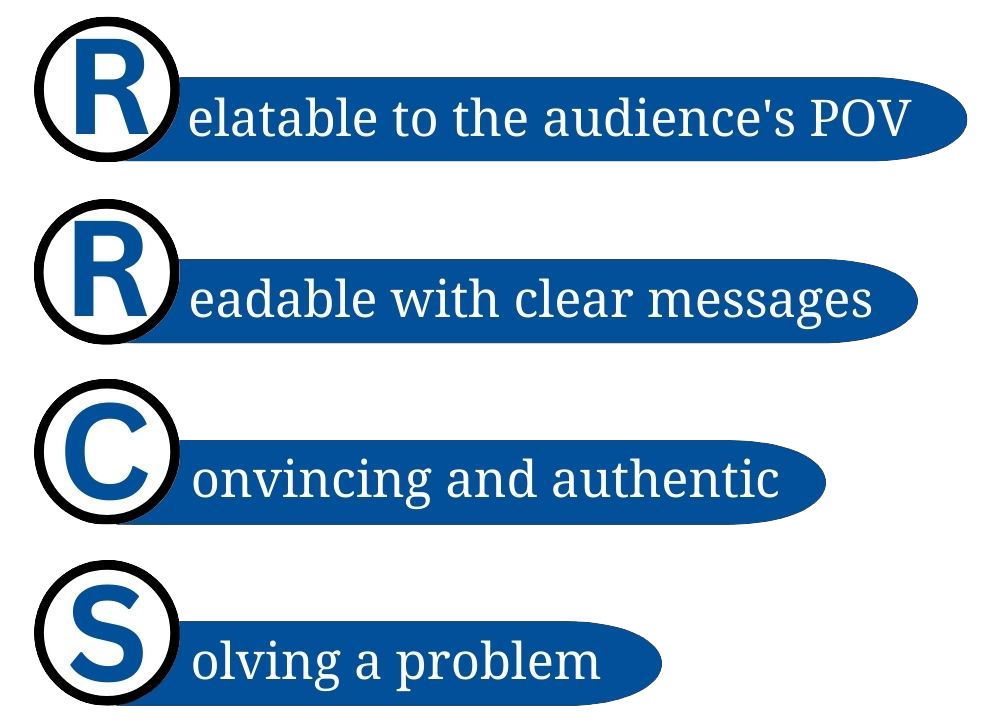 Relatable to the audience's POV
Readable with clear messages
Convincing and authentic
Solving a problem